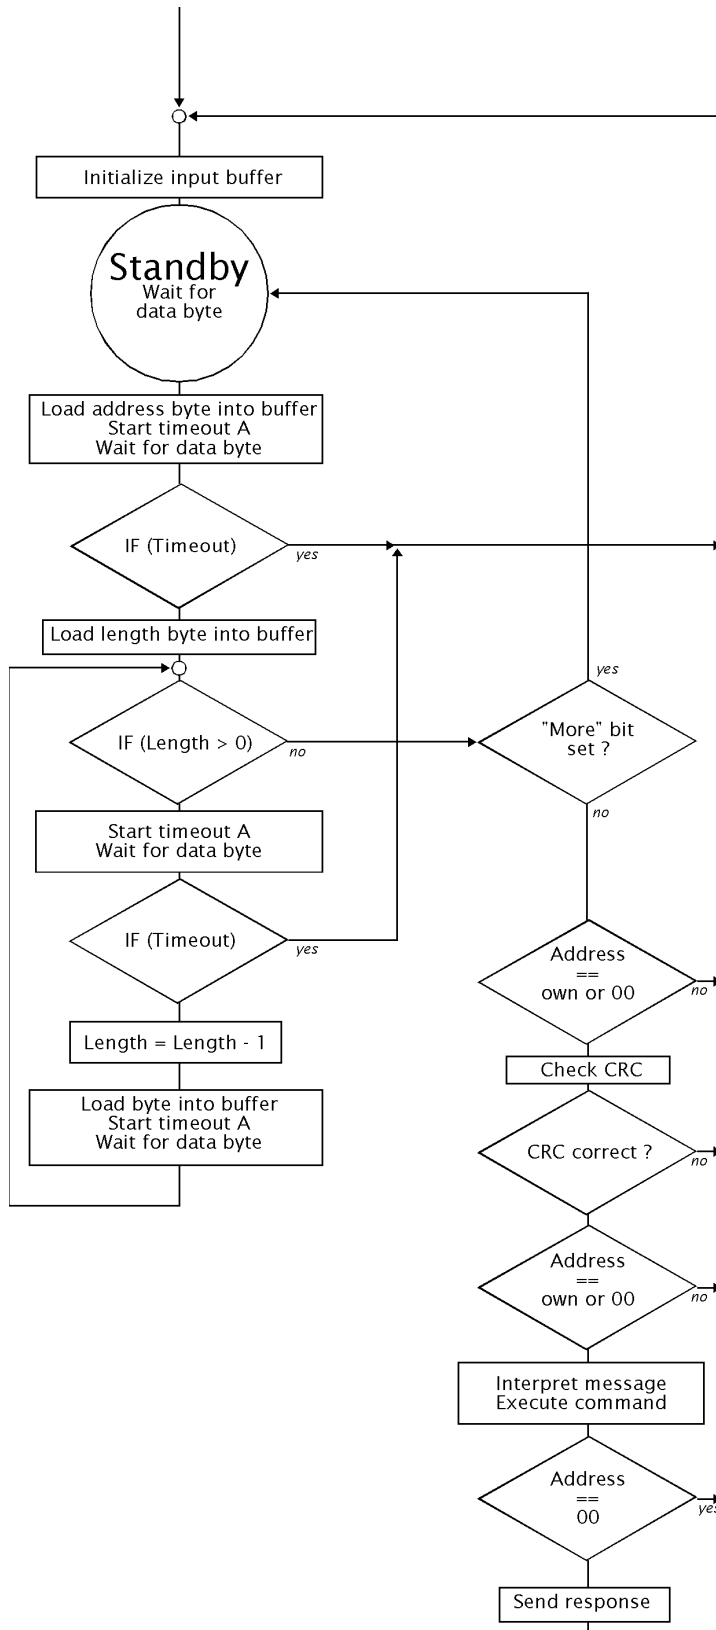 Initialize input buffer
Standby
Wait for
data byte
Load address byte into buffer
Start timeout A
Wait for data byte
IF (Timeout)
yes
Load length byte into buffer
IF (Length > 0)
no
Start timeout A
Wait for data byte
IF (Timeout)
yes
Length = Length - 1
Load byte into buffer
Start timeout A
Wait for data byte
yes
"More" bit
set ?
no
Address
==
own or 00
no
Check CRC
CRC correct ?
no
Address
==
own or 00
no
Interpret message
Execute command
Address
==
00
yes
Send response